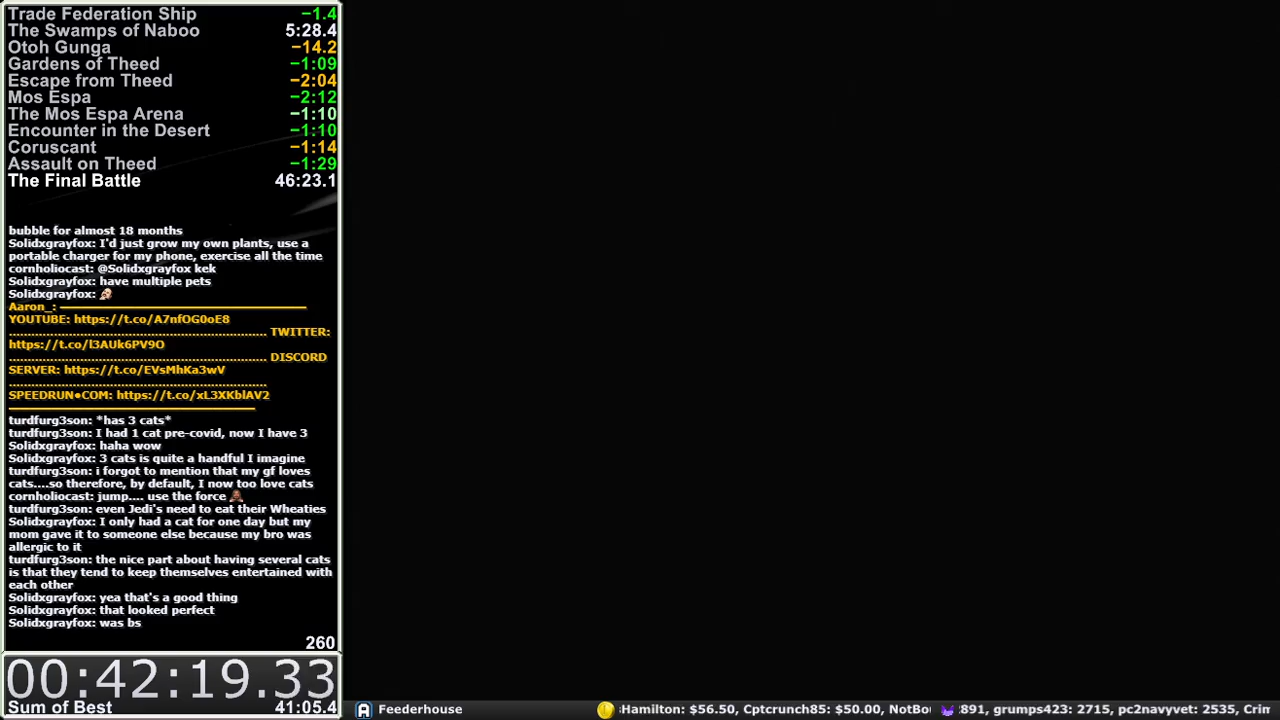 Trade Federation Ship −1.4
The Swamps of Naboo 5:28.4
Otoh Gunga −14.2
Gardens of Theed −1:09
Escape from Theed −2:04
Mos Espa −2:12
The Mos Espa Arena −1:10
Encounter in the Desert −1:10
Coruscant −1:14
Assault on Theed −1:29
The Final Battle 46:23.1
bubble for almost 18 months
Solidxgrayfox: I'd just grow my own plants, use a
portable charger for my phone, exercise all the time
cornholiocast: @Solidxgrayfox kek
Solidxgrayfox: have multiple pets
Solidxgrayfox:
Aaron_:
YOUTUBE: https://t.co/A7nfOG0oE8
TWITTER:
https://t.co/l3AUk6PV9O
DISCORD
SERVER: https://t.co/EVsMhKa3wV
SPEEDRUN●COM: https://t.co/xL3XKblAV2
turdfurg3son: *has 3 cats*
turdfurg3son: I had 1 cat pre-covid, now I have 3
Solidxgrayfox: haha wow
Solidxgrayfox: 3 cats is quite a handful I imagine
turdfurg3son: i forgot to mention that my gf loves
cats....so therefore, by default, I now too love cats
cornholiocast: jump.... use the force
turdfurg3son: even Jedi's need to eat their Wheaties
Solidxgrayfox: I only had a cat for one day but my
mom gave it to someone else because my bro was
allergic to it
turdfurg3son: the nice part about having several cats
is that they tend to keep themselves entertained with
each other
Solidxgrayfox: yea that's a good thing
Solidxgrayfox: that looked perfect
Solidxgrayfox: was bs
260
00:42:19.33
Sum of Best 41:05.4
Feederhouse :Hamilton: $56.50, Cptcrunch85: $50.00, NotBo 891, grumps423: 2715, pc2navyvet: 2535, Crim